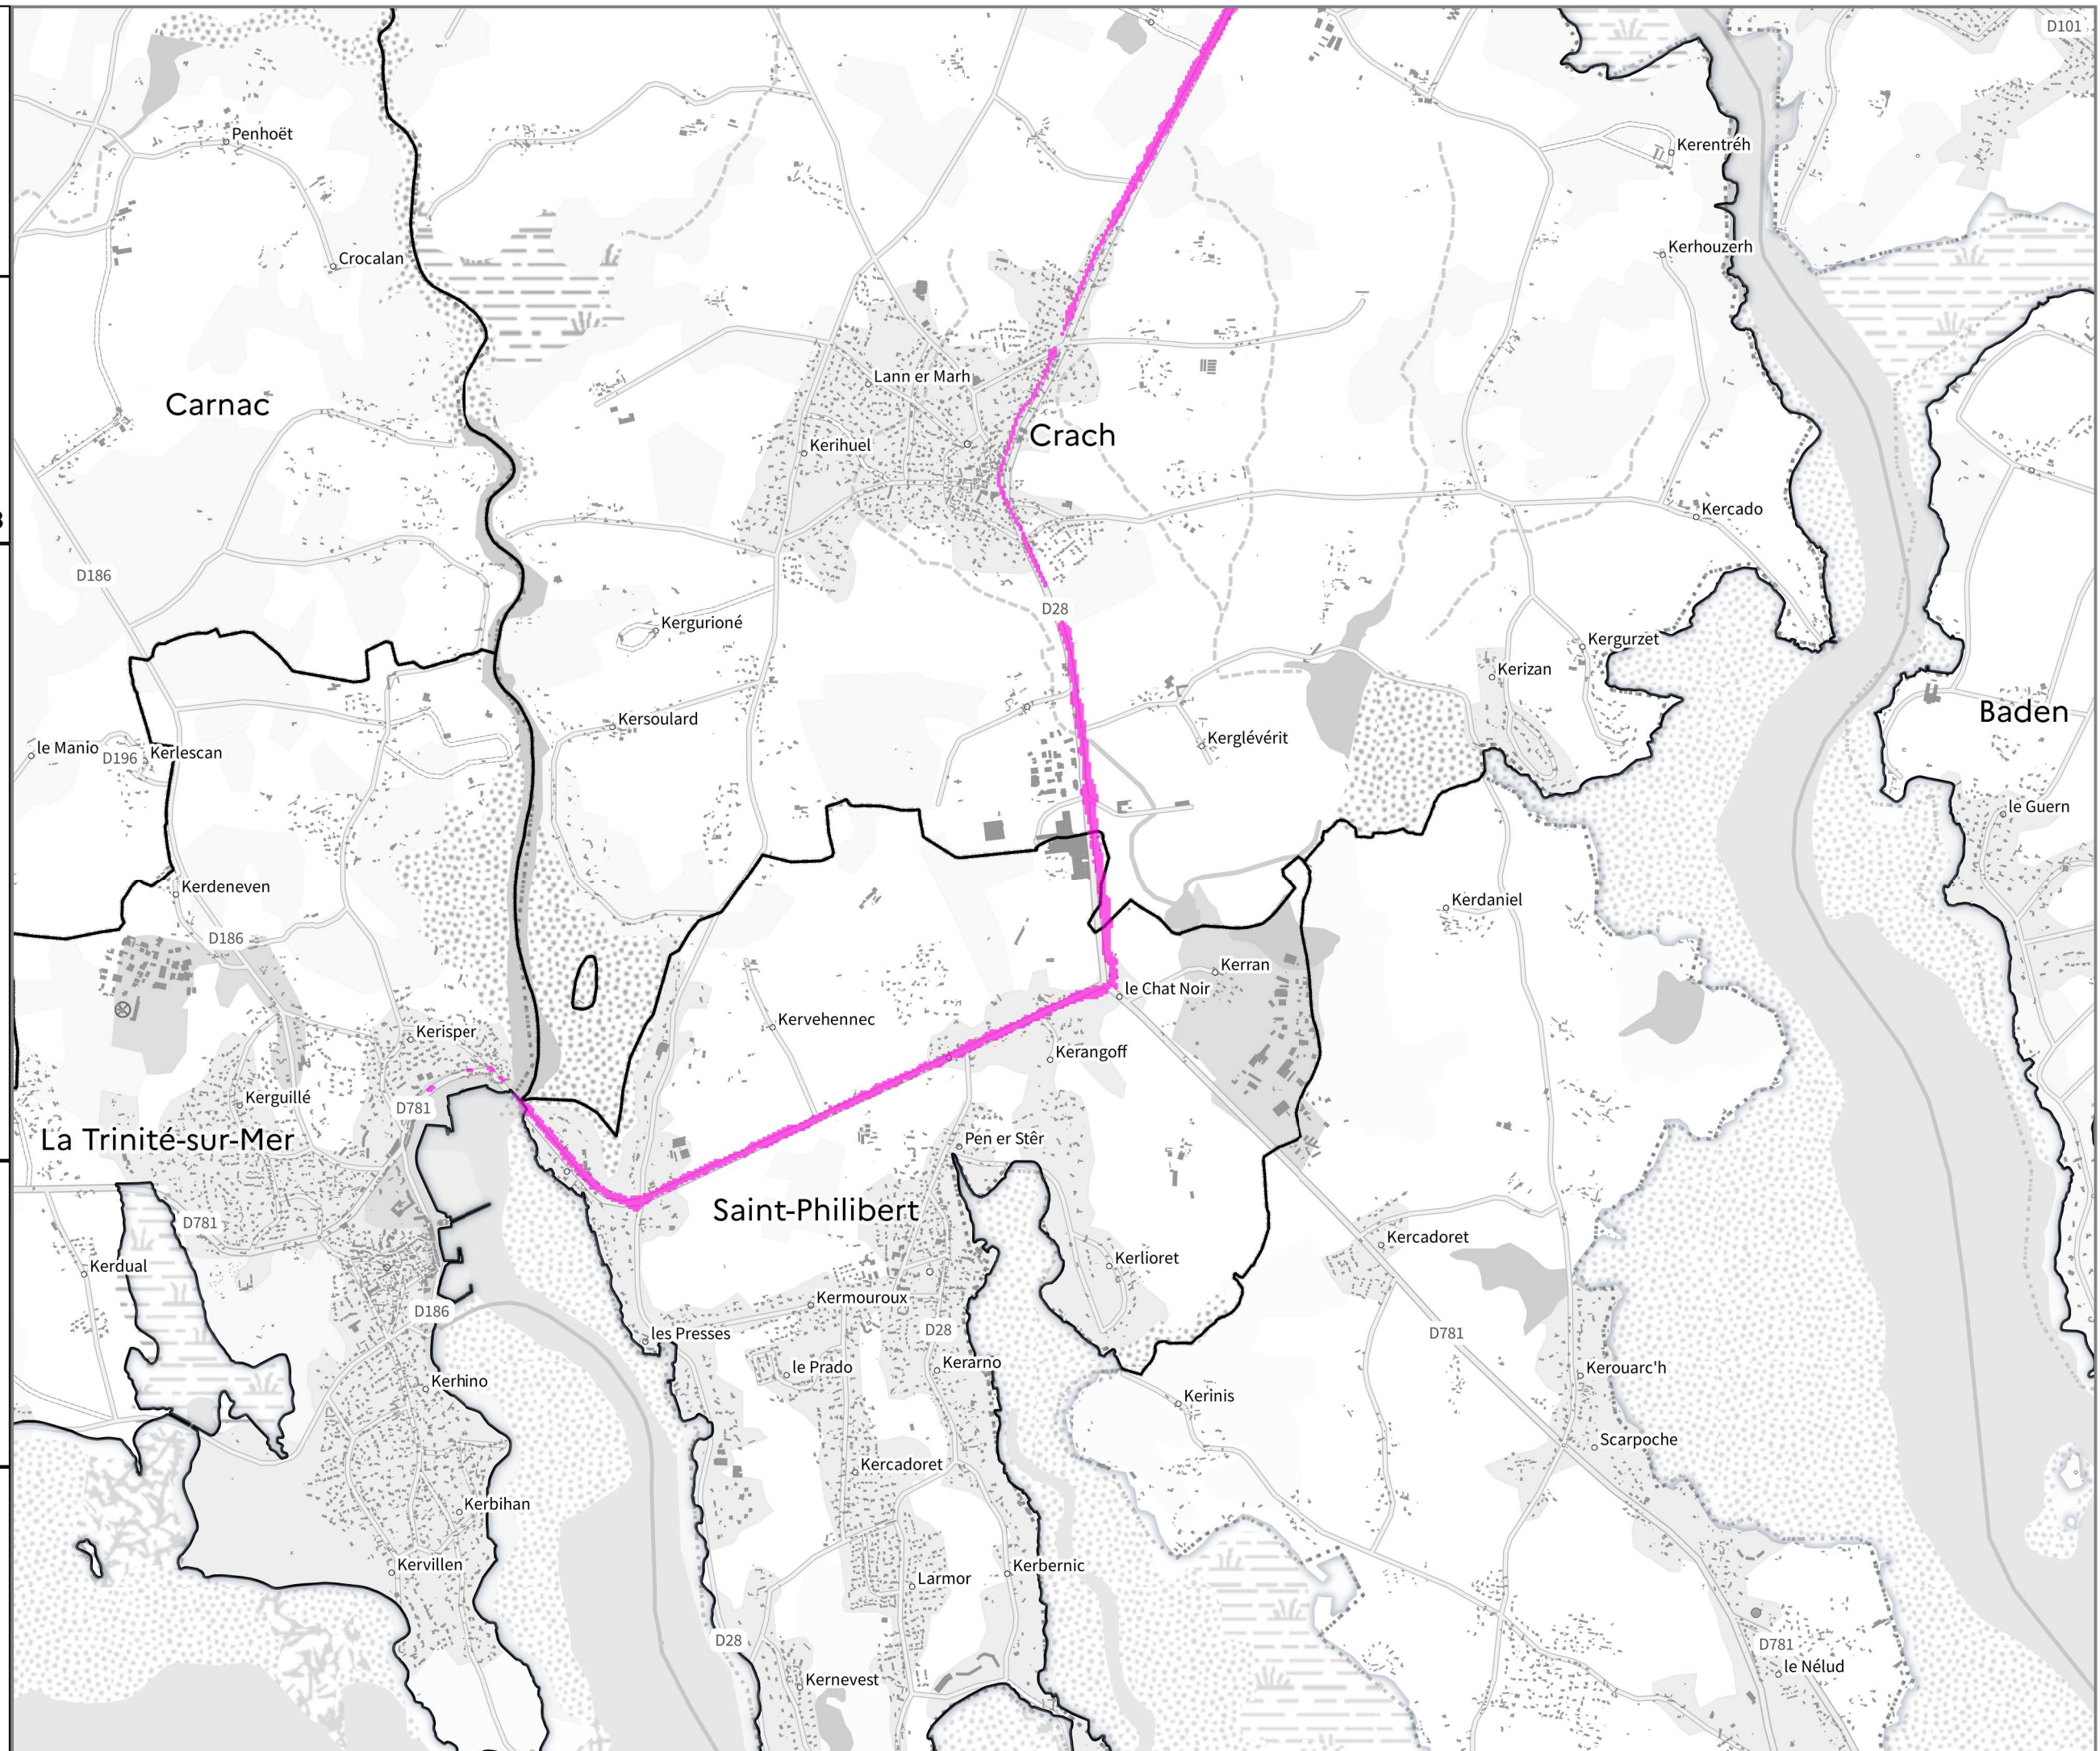 D101
Penhoët
Kerentréh
Kerhouzerh
Crocalan
Lann er Marh
Carnac
Crach
Kerihuel
Kercado
D186
D28
Kergurioné
Kergurzet
Kerizan
Kersoulard
Baden
le Manio
D196
Kerlescan
Kerglévérit
le Guern
Kerdeneven
Kerdaniel
D186
Kerran
le Chat Noir
Kervehennec
Kerisper
Kerangoff
Kerguillé
D781
La Trinité-sur-Mer
Pen er Stêr
Saint-Philibert
D781
Kercadoret
Kerlioret
Kerdual
Kermouroux
D186
D28
les Presses
D781
Kerarno
le Prado
Kerouarc'h
Kerhino
Kerinis
Scarpoche
Kercadoret
Kerbihan
Kervillen
Kerbernic
Larmor
D28
D781
le Nélud
Kernevest